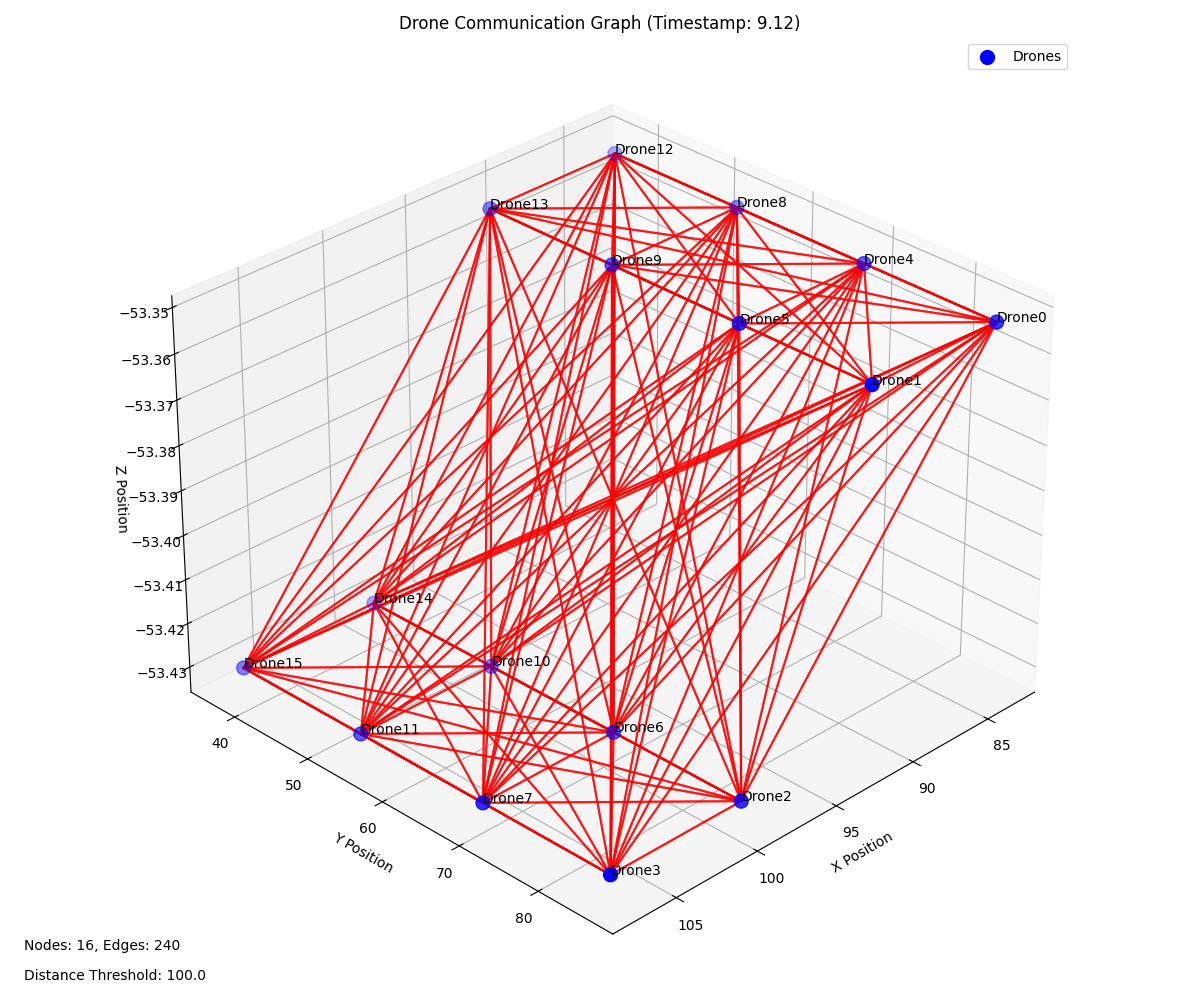 Drone Communication Graph (Timestamp: 9.12)
Drones
Drone12
Drone13
Drone8
Drone9
Drone4
Drone5
Drone0
Drone1
Drone14
Drone15
Drone10
Drone11
Drone6
Drone7
Drone2
Drone3
−53.35
−53.36
−53.37
−53.38
−53.39
−53.40
−53.41
−53.42
−53.43
Z Position
40
50
60
70
80
Y Position
85
90
95
100
105
X Position
Nodes: 16, Edges: 240
Distance Threshold: 100.0